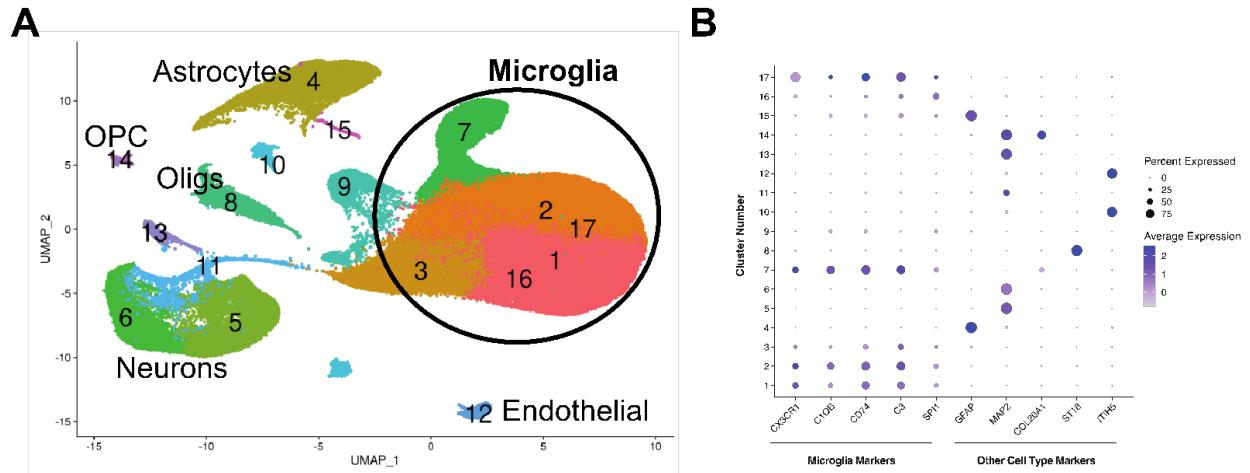 A
Astrocytes
4
Microglia
OPC
14
15
10
7
Oligs
8
9
2
17
13
11
3
1
16
6
5
Neurons
12 Endothelial
10
5
0
-5
-10
-15
UMAP_2
-15
-10
-5
0
5
10
UMAP_1
B
17
16
15
14
13
12
11
10
9
8
7
6
5
4
3
2
1
Cluster Number
CX3CR1
C1QB
CD74
C3
SPI1
GFAP
MAP2
COL20A1
ST18
ITIH5
Microglia Markers
Other Cell Type Markers
Percent Expressed
0
25
50
75
Average Expression
2
1
0